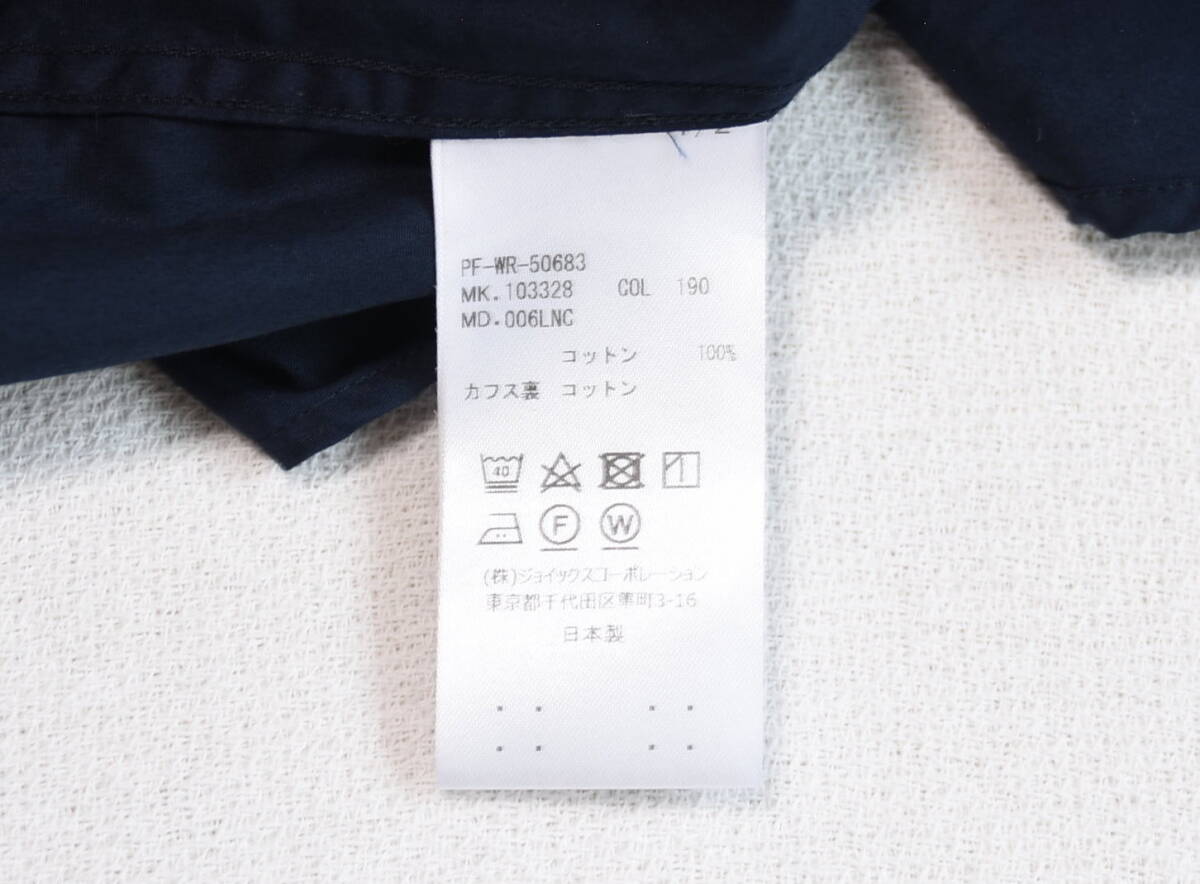 PF-WR-50683
MK.103328 COL 190
MD.006LNC
コットン 100%
カフス裏 コットン
40
F W
(株)ジョイックスコーポレーション
東京都千代田区隼町3-16
日本製